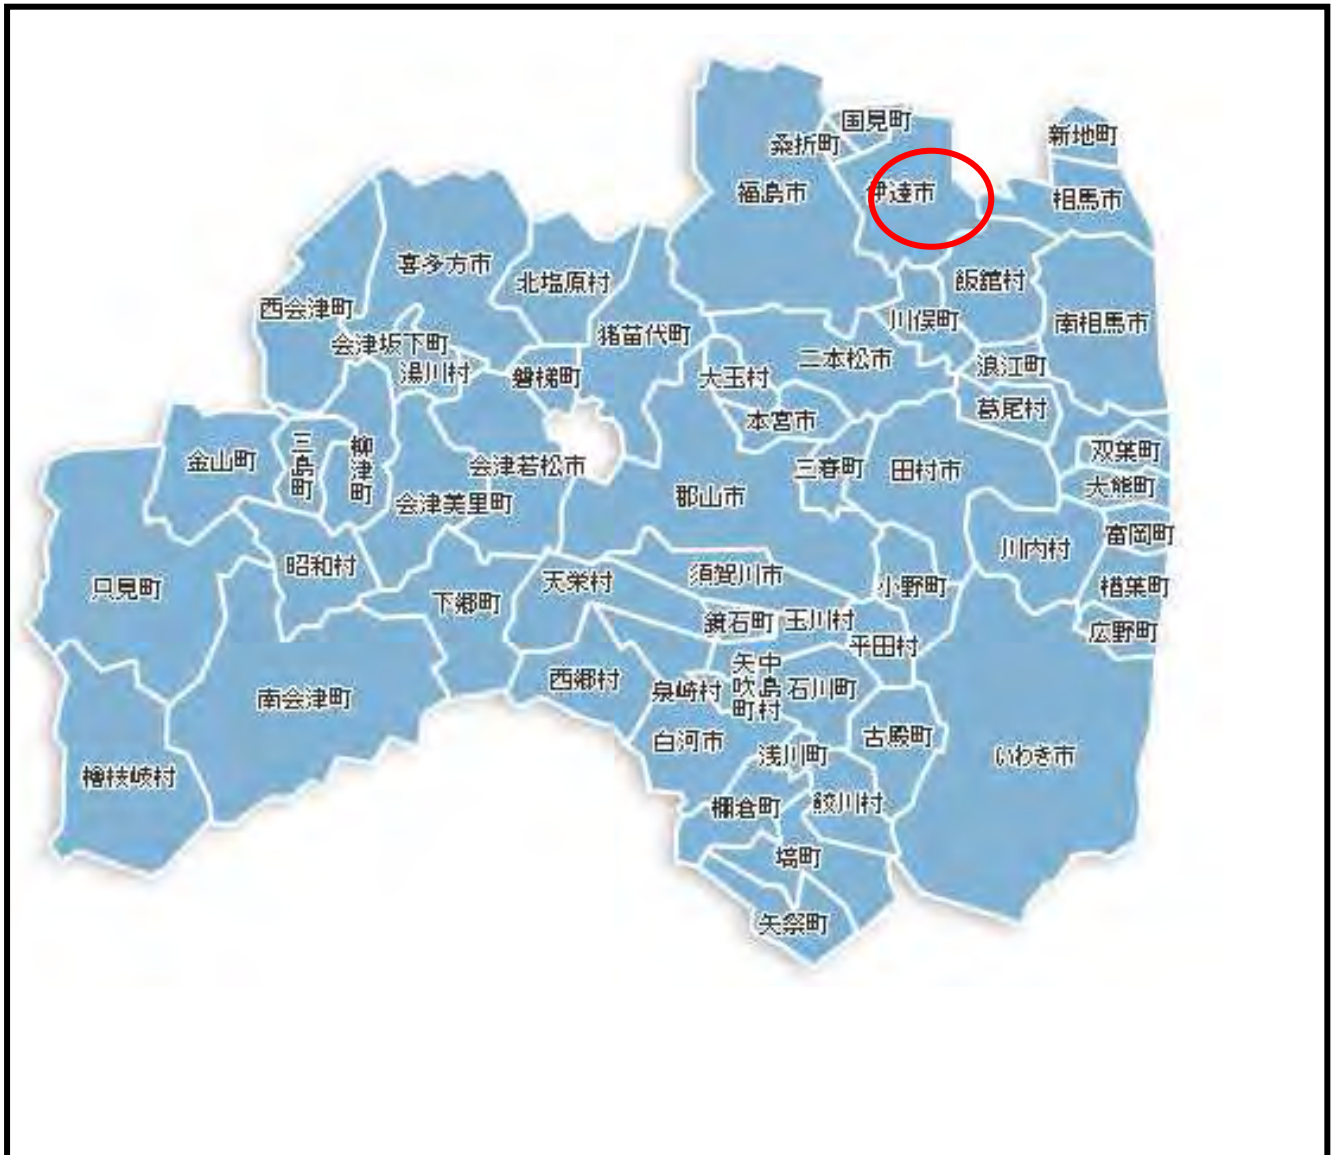 国見町
新地町
桑折町
福島市
伊達市
相馬市
喜多方市
北塩原村
飯舘村
西会津町
猪苗代町
川俣町
南相馬市
会津坂下町
二本松市
湯川村
磐梯町
大玉村
浪江町
葛尾村
本宮市
三島町
柳津町
金山町
会津若松市
三春町
田村市
双葉町
大熊町
会津美里町
郡山市
富岡町
川内村
昭和村
天栄村
須賀川市
只見町
小野町
楢葉町
下郷町
鏡石町
玉川村
広野町
平田村
西郷村
泉崎村
矢吹町
中島村
石川町
南会津町
白河市
浅川町
古殿町
いわき市
檜枝岐村
棚倉町
鮫川村
塙町
矢祭町